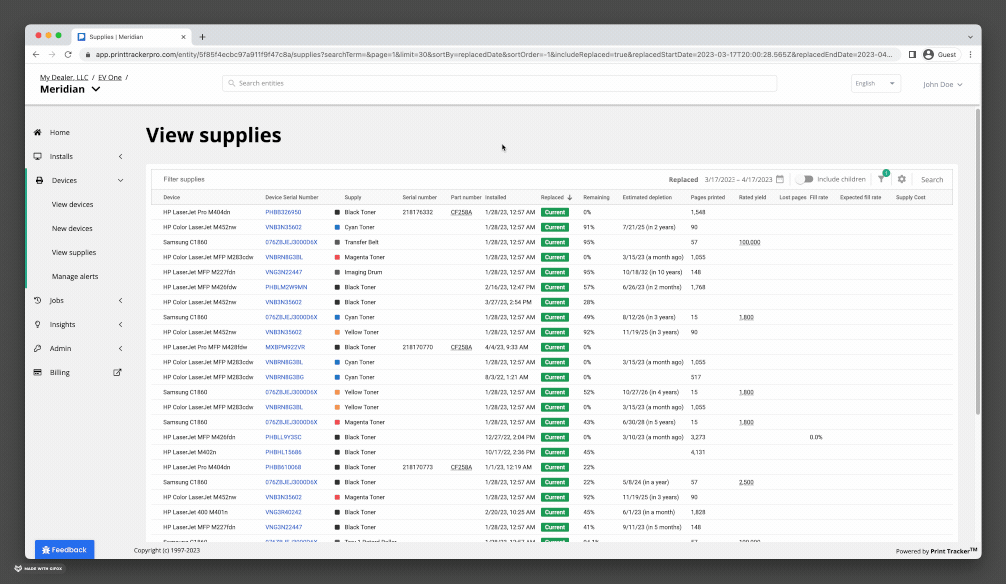 Supplies | Meridian
app.printtrackerpro.com/entity/5f85f4ecbc97a911f9f47c8a/supplies?searchTerm=&page=1&limit=30&sortBy=replacedDate&sortOrder=-1&includeReplaced=true&replacedStartDate=2023-03-17T20:00:28.565Z&replacedEndDate=2023-04...
Guest
My Dealer, LLC / EV One /
Meridian
Search entities
English
John Doe
Home
Installs
Devices
View devices
New devices
View supplies
Manage alerts
Jobs
Insights
Admin
Billing
View supplies
Filter supplies
Replaced 3/17/2023 – 4/17/2023
Include children
1
Search
Device Device Serial Number Supply Serial number Part number Installed Replaced Remaining Estimated depletion Pages printed Rated yield Lost pages Fill rate Expected fill rate Supply Cost
HP LaserJet Pro M404dn PHBB326950 Black Toner 218176332 CF258A 1/28/23, 12:57 AM Current 0% 1,548
HP Color LaserJet M452nw VNB3N35602 Cyan Toner 1/28/23, 12:57 AM Current 91% 7/21/25 (in 2 years) 90
Samsung C1860 076ZBJEJ3000D6X Transfer Belt 1/28/23, 12:57 AM Current 95% 57 100,000
HP Color LaserJet MFP M283cdw VNBRN8G3BL Magenta Toner 1/28/23, 12:57 AM Current 0% 3/15/23 (a month ago) 1,055
HP LaserJet MFP M227fdn VNG3N22447 Imaging Drum 1/28/23, 12:57 AM Current 95% 10/18/32 (in 10 years) 148
HP LaserJet MFP M426fdw PHBLM2W9MN Black Toner 2/16/23, 12:47 PM Current 57% 6/26/23 (in 2 months) 1,768
HP Color LaserJet M452nw VNB3N35602 Black Toner 3/27/23, 2:54 PM Current 28%
Samsung C1860 076ZBJEJ3000D6X Cyan Toner 1/28/23, 12:57 AM Current 49% 8/12/26 (in 3 years) 15 1,800
HP Color LaserJet M452nw VNB3N35602 Yellow Toner 1/28/23, 12:57 AM Current 92% 11/19/25 (in 3 years) 90
HP LaserJet Pro MFP M428fdw MXBPM922VR Black Toner 218170770 CF258A 4/4/23, 9:33 AM Current 0%
HP Color LaserJet MFP M283cdw VNBRN8G3BL Cyan Toner 1/28/23, 12:57 AM Current 0% 3/15/23 (a month ago) 1,055
HP Color LaserJet MFP M283cdw VNBRN8G3BG Cyan Toner 8/3/22, 1:21 AM Current 0% 517
Samsung C1860 076ZBJEJ3000D6X Yellow Toner 1/28/23, 12:57 AM Current 52% 10/27/26 (in 4 years) 15 1,800
HP Color LaserJet MFP M283cdw VNBRN8G3BL Yellow Toner 1/28/23, 12:57 AM Current 0% 3/15/23 (a month ago) 1,055
Samsung C1860 076ZBJEJ3000D6X Magenta Toner 1/28/23, 12:57 AM Current 43% 6/30/28 (in 5 years) 15 1,800
HP LaserJet MFP M426fdn PHBLL9Y3SC Black Toner 12/27/22, 2:04 PM Current 0% 3/10/23 (a month ago) 3,273 0.0%
HP LaserJet M402n PHBHL15686 Black Toner 10/17/22, 2:36 PM Current 45% 4,131
HP LaserJet Pro M404dn PHBB610068 Black Toner 218170773 CF258A 1/1/23, 12:19 AM Current 22%
Samsung C1860 076ZBJEJ3000D6X Black Toner 1/28/23, 12:57 AM Current 22% 5/8/24 (in a year) 57 2,500
HP Color LaserJet M452nw VNB3N35602 Magenta Toner 1/28/23, 12:57 AM Current 92% 11/19/25 (in 3 years) 90
HP LaserJet 400 M401n VNG3R40242 Black Toner 2/20/23, 10:25 AM Current 45% 6/1/23 (in a month) 1,828
HP LaserJet MFP M227fdn VNG3N22447 Black Toner 1/28/23, 12:57 AM Current 41% 9/11/23 (in 5 months) 148
Feedback
Copyright (c) 1997-2023
Powered by Print Tracker™
MADE WITH GIFOX